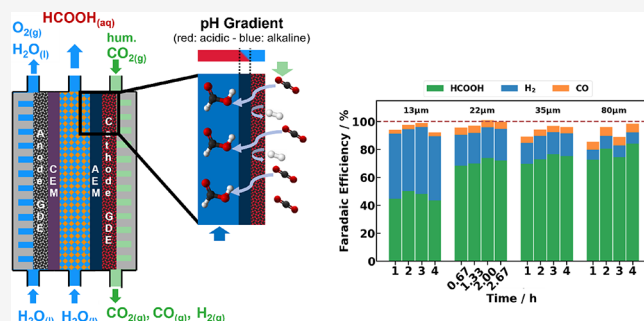 O2(g)
H2O(l)
HCOOH(aq)
hum.
CO2(g)
pH Gradient
(red: acidic - blue: alkaline)
Anode GDE
CEM
AEM
Cathode GDE
H2O(l)
H2O(l)
CO2(g), CO(g), H2(g)
HCOOH
H2
CO
13µm
22µm
35µm
80µm
Faradaic Efficiency / %
100
80
60
40
20
0
1 2 3 4
0.67 1.33 2.00 2.67
1 2 3 4
1 2 3 4
Time / h